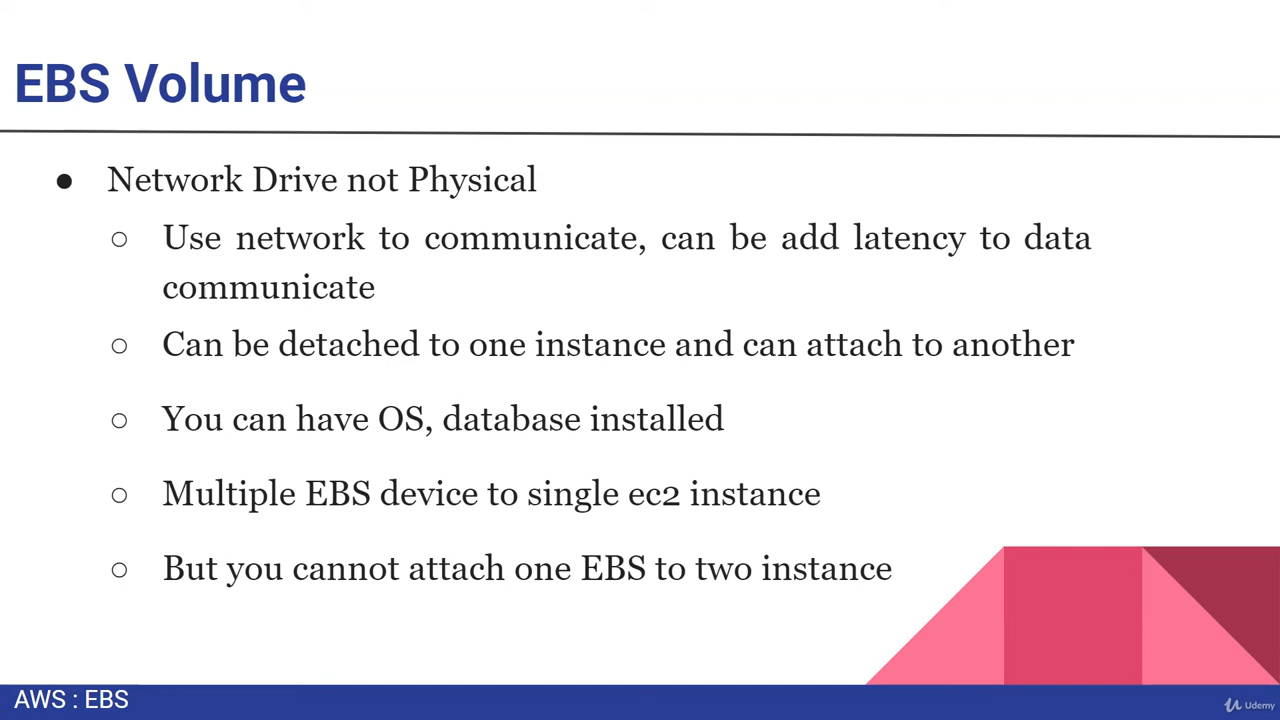 EBS Volume
● Network Drive not Physical
○ Use network to communicate, can be add latency to data
communicate
○ Can be detached to one instance and can attach to another
○ You can have OS, database installed
○ Multiple EBS device to single ec2 instance
○ But you cannot attach one EBS to two instance
AWS : EBS
Udemy